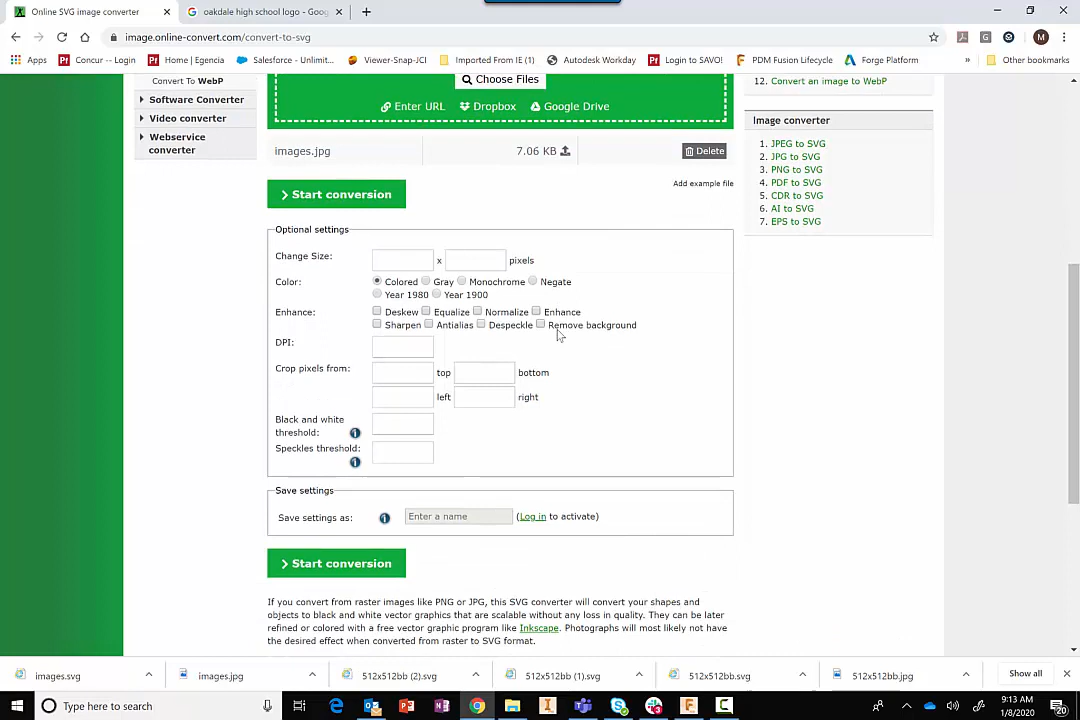 Online SVG image converter
oakdale high school logo - Goog
image.online-convert.com/convert-to-svg
M
Apps
Concur -- Login
Home | Egencia
Salesforce - Unlimit...
Viewer-Snap-JCI
Imported From IE (1)
Autodesk Workday
Login to SAVO!
PDM Fusion Lifecycle
Forge Platform
»
Other bookmarks
Convert To WebP
Software Converter
Video converter
Webservice
converter
Choose Files
Enter URL
Dropbox
Google Drive
12. Convert an image to WebP
Image converter
1. JPEG to SVG
2. JPG to SVG
3. PNG to SVG
4. PDF to SVG
5. CDR to SVG
6. AI to SVG
7. EPS to SVG
images.jpg
7.06 KB
Delete
Start conversion
Add example file
Optional settings
Change Size:
x
pixels
Color:
Colored
Gray
Monochrome
Negate
Year 1980
Year 1900
Enhance:
Deskew
Equalize
Normalize
Enhance
Sharpen
Antialias
Despeckle
Remove background
DPI:
Crop pixels from:
top
bottom
left
right
Black and white
threshold:
Speckles threshold:
Save settings
Save settings as:
Enter a name
(Log in to activate)
Start conversion
If you convert from raster images like PNG or JPG, this SVG converter will convert your shapes and
objects to black and white vector graphics that are scalable without any loss in quality. They can be later
refined or colored with a free vector graphic program like Inkscape. Photographs will most likely not have
the desired effect when converted from raster to SVG format.
images.svg
images.jpg
512x512bb (2).svg
512x512bb (1).svg
512x512bb.svg
512x512bb.jpg
Show all
Type here to search
9:13 AM
1/8/2020
20